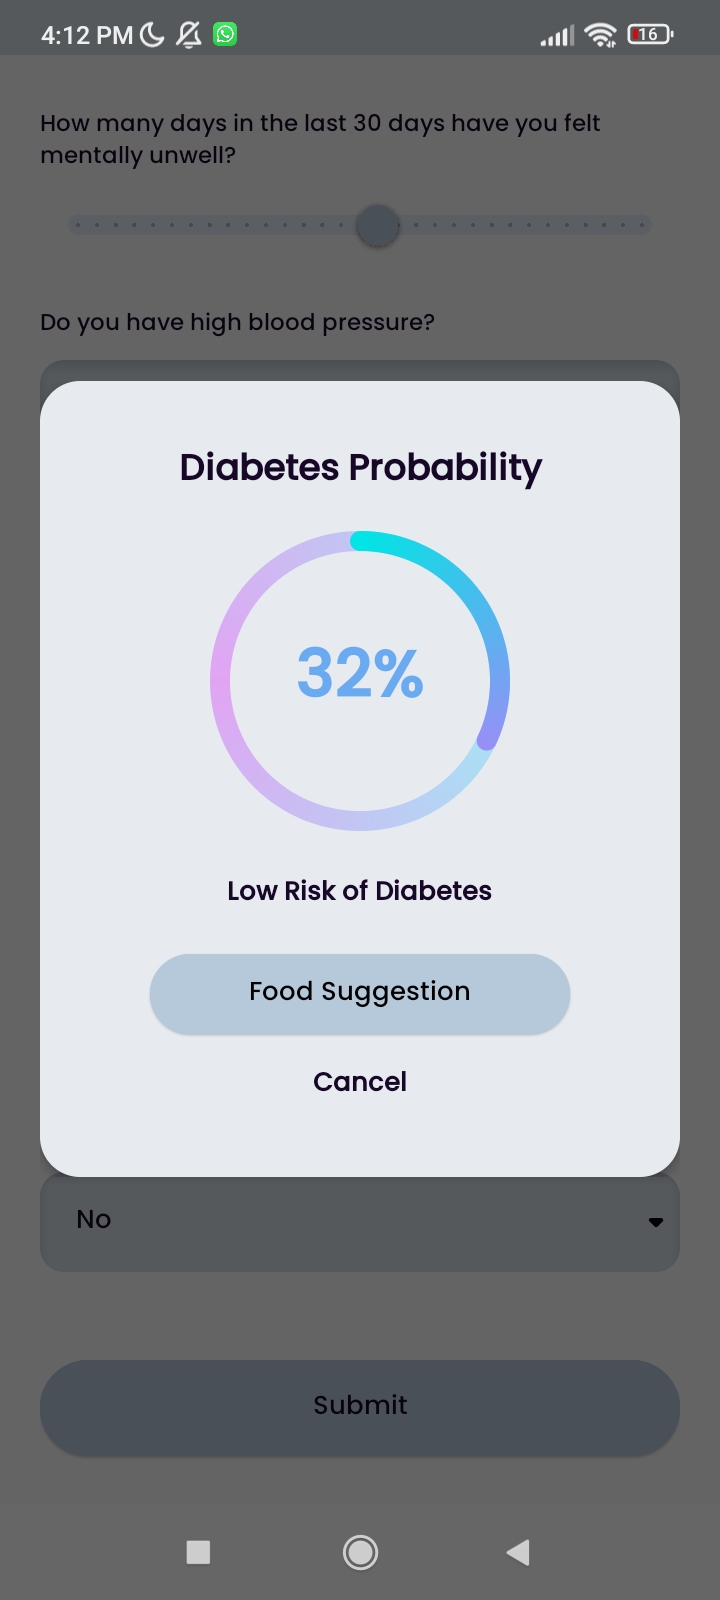 4:12 PM
16
How many days in the last 30 days have you felt
mentally unwell?
Do you have high blood pressure?
Diabetes Probability
32%
Low Risk of Diabetes
Food Suggestion
Cancel
No
Submit